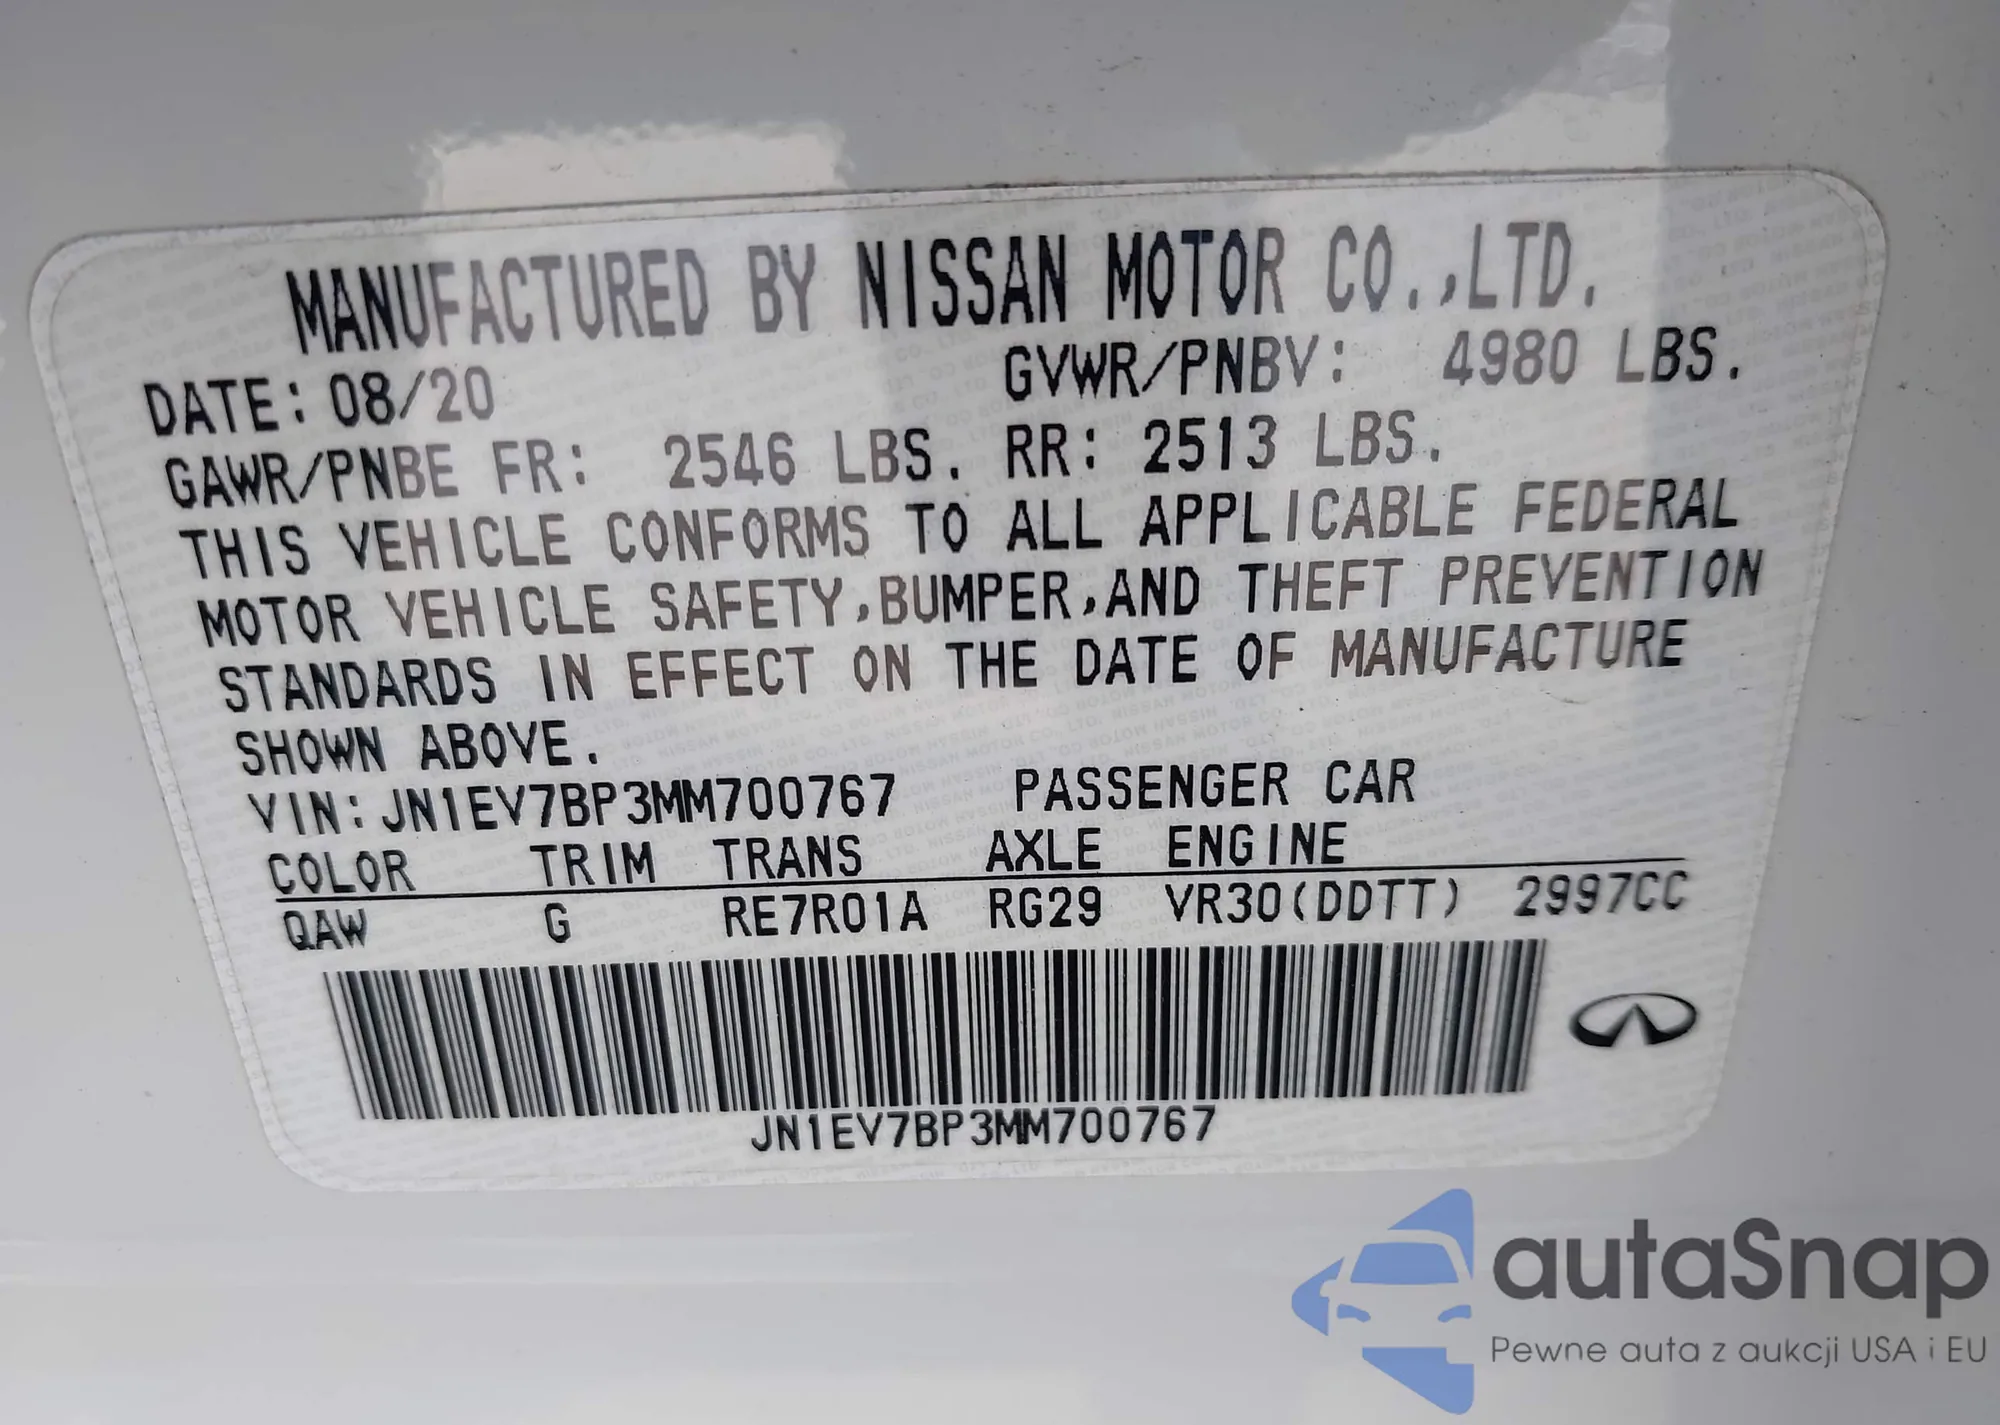 MANUFACTURED BY NISSAN MOTOR CO.,LTD.
DATE: 08/20 GVWR/PNBV: 4980 LBS.
GAWR/PNBE FR: 2546 LBS. RR: 2513 LBS.
THIS VEHICLE CONFORMS TO ALL APPLICABLE FEDERAL
MOTOR VEHICLE SAFETY,BUMPER,AND THEFT PREVENTION
STANDARDS IN EFFECT ON THE DATE OF MANUFACTURE
SHOWN ABOVE.
VIN: JN1EV7BP3MM700767 PASSENGER CAR
COLOR TRIM TRANS AXLE ENGINE
QAW G RE7R01A RG29 VR30(DDTT) 2997CC
JN1EV7BP3MM700767
autaSnap
Pewne auta z aukcji USA i EU